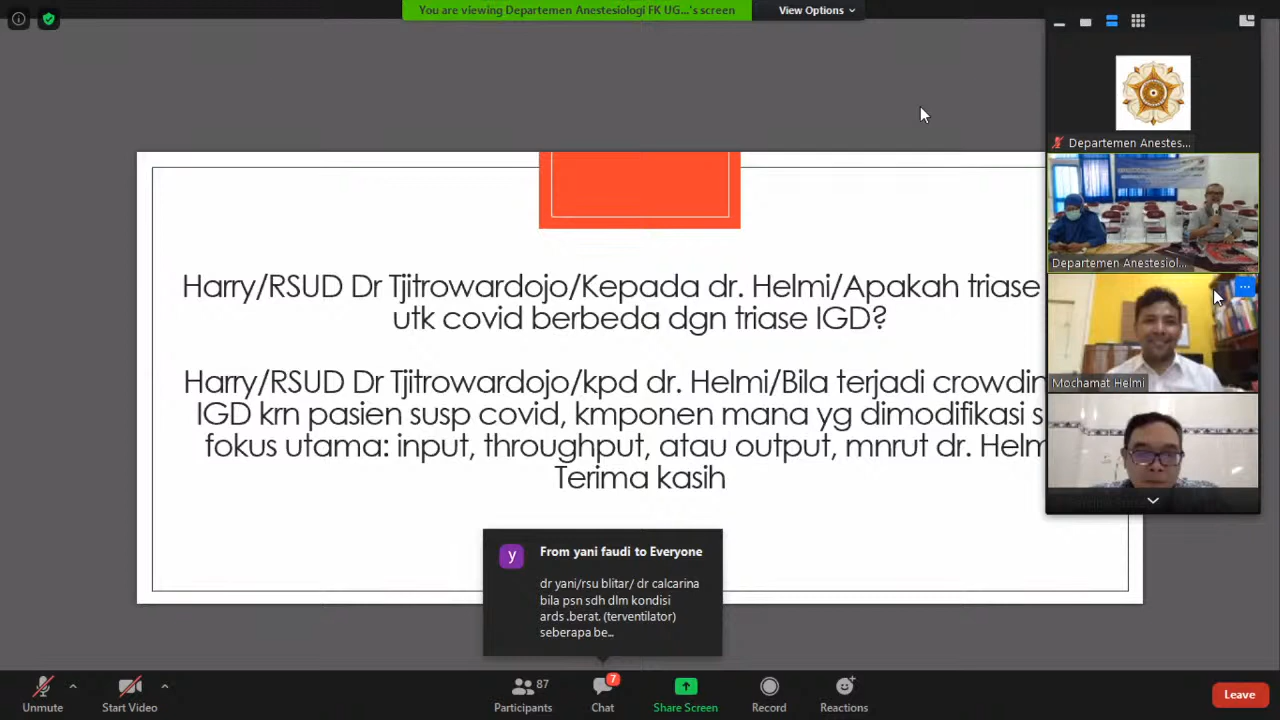 You are viewing Departemen Anestesiologi FK UG...'s screen
View Options
Departemen Anestes...
Departemen Anestesiol...
Mochamat Helmi
Harry/RSUD Dr Tjitrowardojo/Kepada dr. Helmi/Apakah triase
utk covid berbeda dgn triase IGD?
Harry/RSUD Dr Tjitrowardojo/kpd dr. Helmi/Bila terjadi
IGD krn pasien susp covid, kmponen mana yg dimodifikasi
fokus utama: input, throughput, atau output, mnrut dr.
Terima kasih
y
From yani faudi to Everyone
dr yani/rsu blitar/ dr calcarina
bila psn sdh dlm kondisi
ards .berat. (terventilator)
seberapa be...
Unmute
Start Video
87
Participants
7
Chat
Share Screen
Record
Reactions
Leave